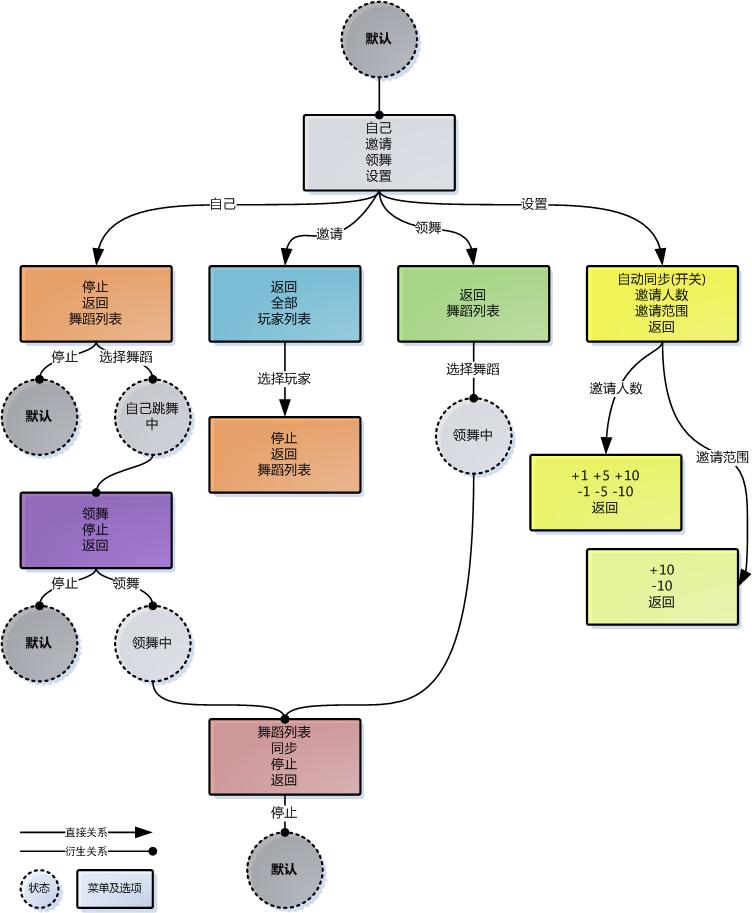 默认
自己
邀请
领舞
设置
自己
邀请
领舞
设置
停止
返回
舞蹈列表
返回
全部
玩家列表
返回
舞蹈列表
自动同步(开关)
邀请人数
邀请范围
返回
停止
选择舞蹈
选择玩家
选择舞蹈
邀请人数
邀请范围
默认
自己跳舞
中
停止
返回
舞蹈列表
领舞中
+1 +5 +10
-1 -5 -10
返回
领舞
停止
返回
+10
-10
返回
停止
领舞
默认
领舞中
舞蹈列表
同步
停止
返回
停止
默认
直接关系
衍生关系
状态
菜单及选项